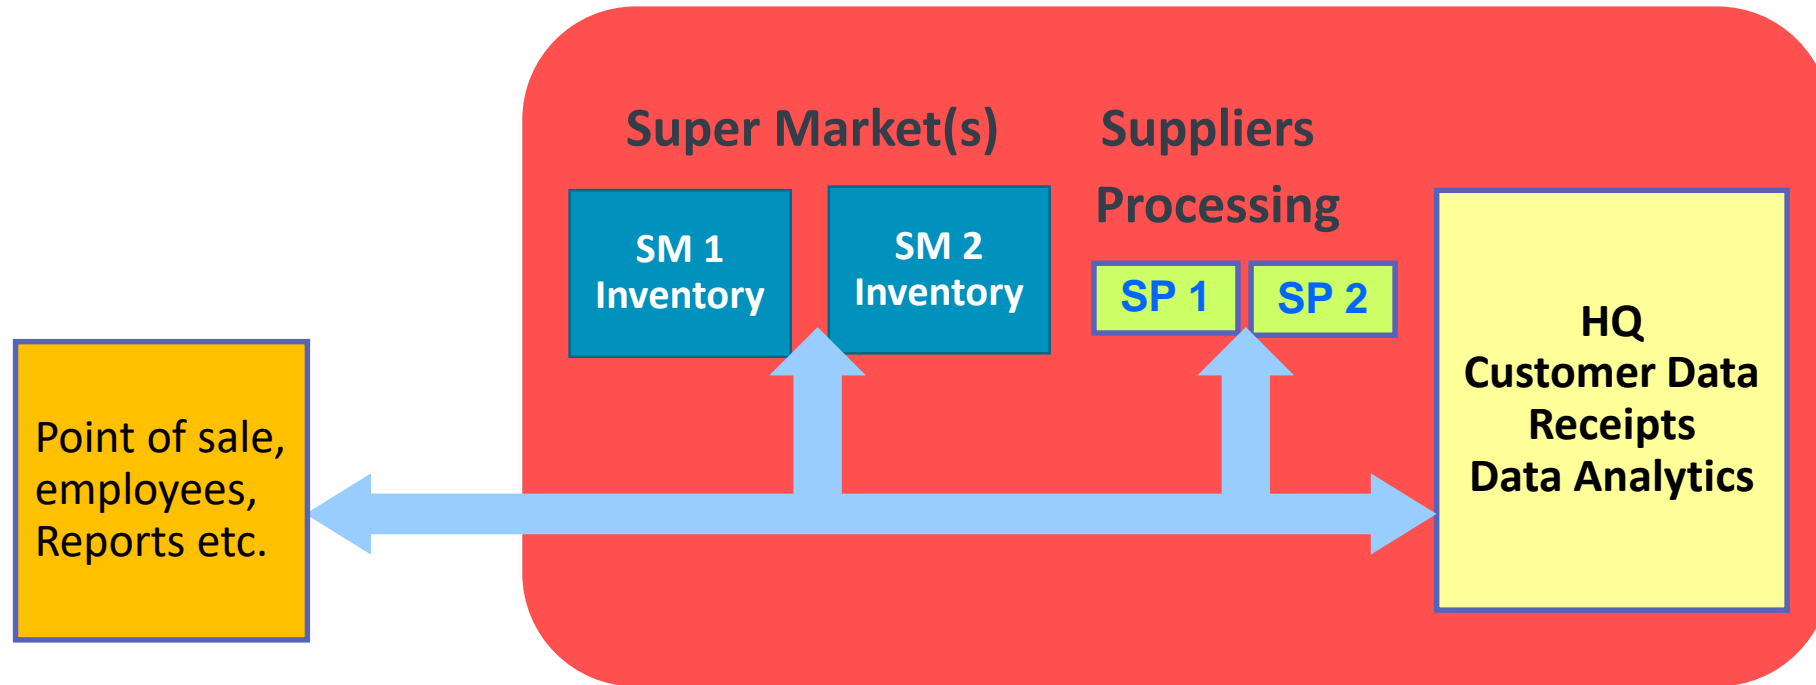 Super Market(s)
Suppliers
Processing
SM 1
Inventory
SM 2
Inventory
SP 1
SP 2
HQ
Customer Data
Receipts
Data Analytics
Point of sale,
employees,
Reports etc.